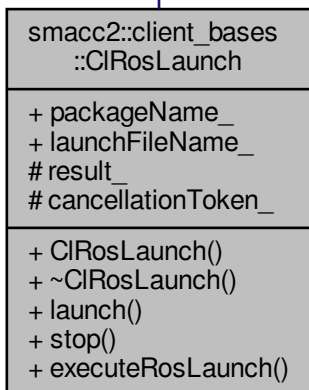 smacc2::client_bases
::ClRosLaunch
+ packageName_
+ launchFileName_
# result_
# cancellationToken_
+ ClRosLaunch()
+ ~ClRosLaunch()
+ launch()
+ stop()
+ executeRosLaunch()